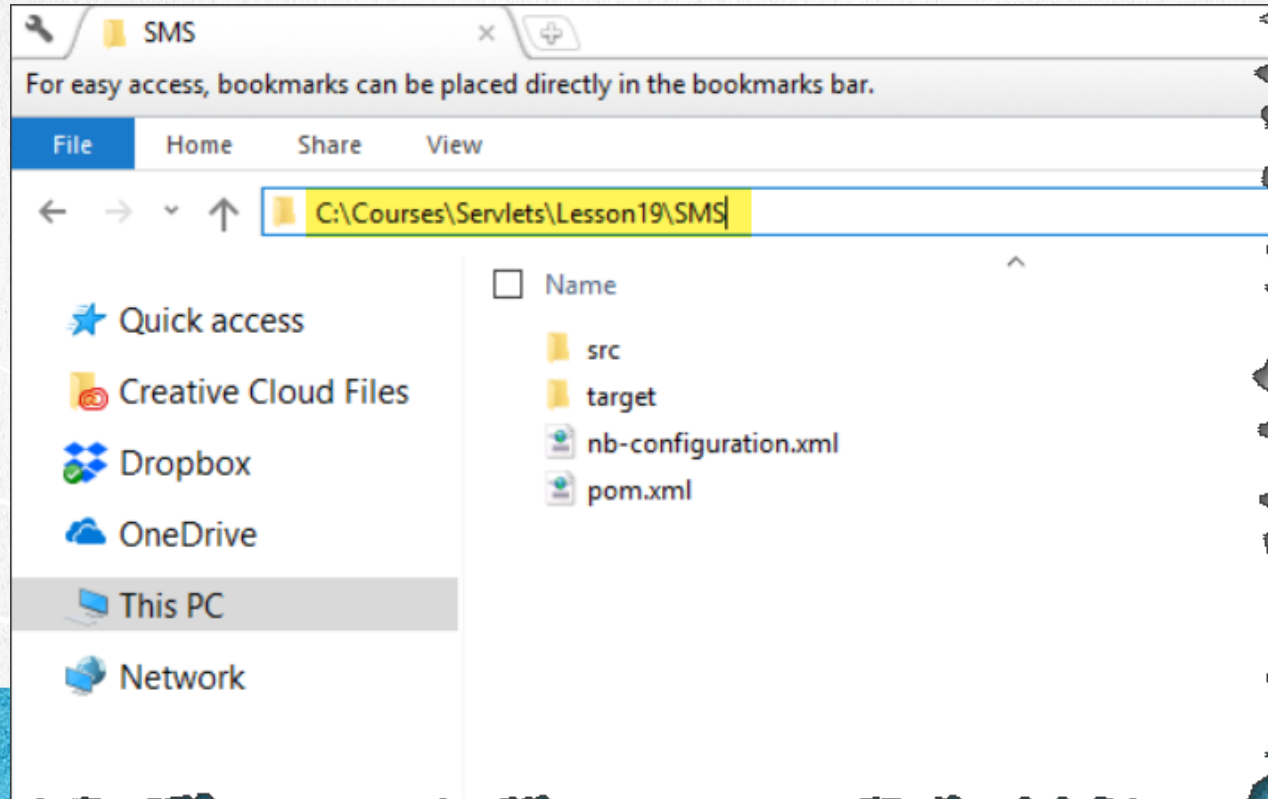 SMS
For easy access, bookmarks can be placed directly in the bookmarks bar.
File Home Share View
C:\Courses\Servlets\Lesson19\SMS
Name
Quick access
src
Creative Cloud Files
target
nb-configuration.xml
Dropbox
pom.xml
OneDrive
This PC
Network